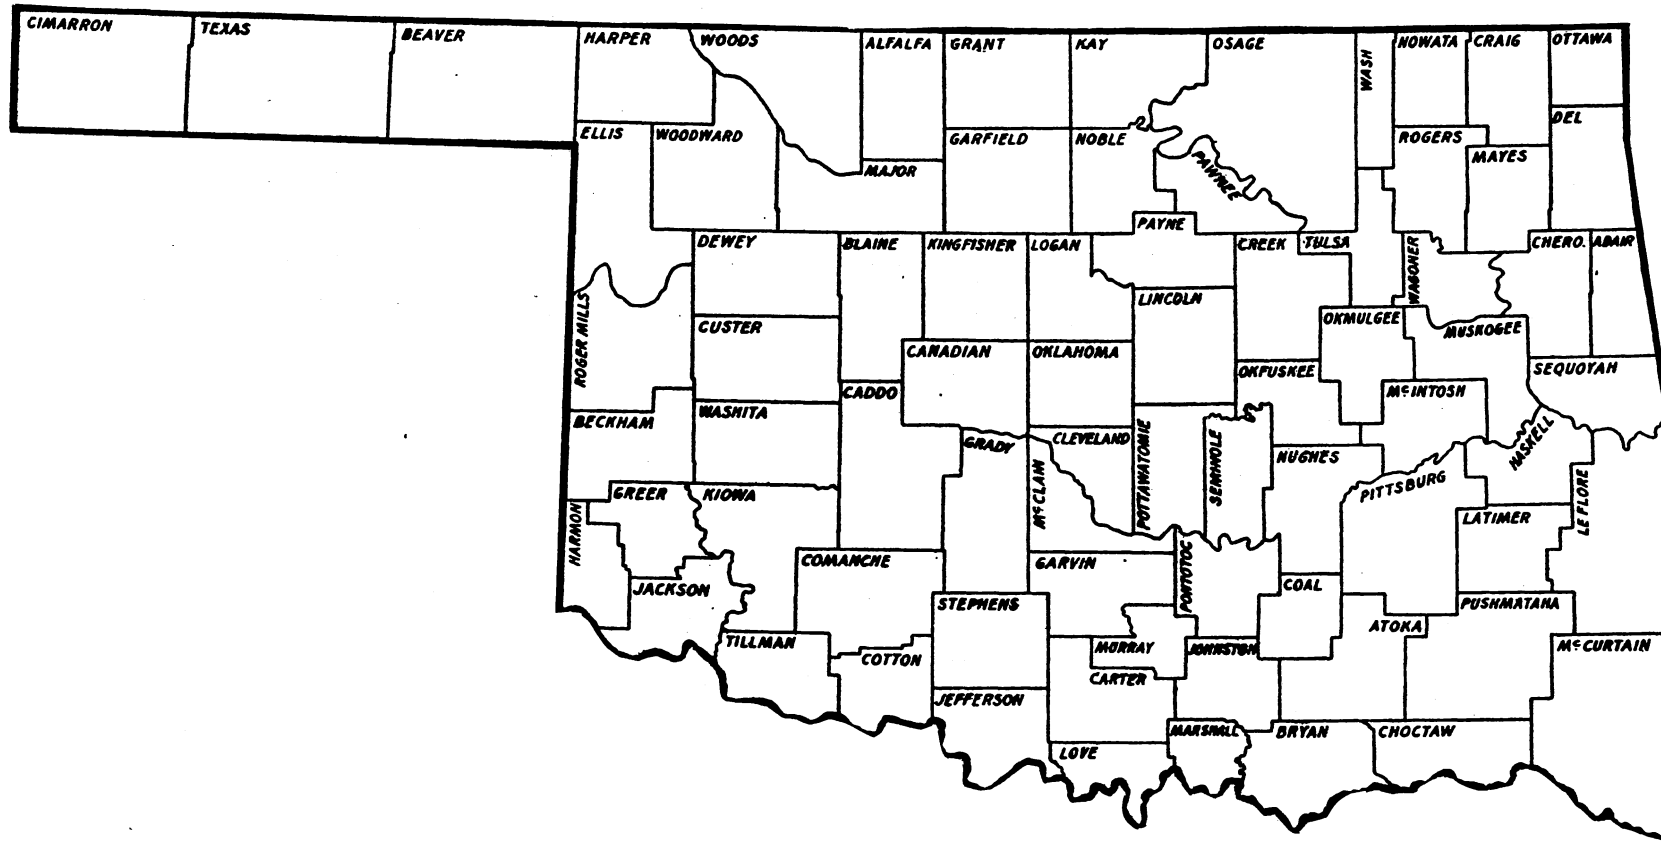 CIMARRON
TEXAS
BEAVER
HARPER
WOODS
ALFALFA
GRANT
KAY
OSAGE
WASH
NOWATA
CRAIG
OTTAWA
ELLIS
WOODWARD
MAJOR
GARFIELD
NOBLE
PAWNEE
ROGERS
MAYES
DEL
DEWEY
BLAINE
KINGFISHER
LOGAN
PAYNE
CREEK
TULSA
WAGONER
CHERO.
ADAIR
ROGER MILLS
CUSTER
CANADIAN
OKLAHOMA
LINCOLN
OKMULGEE
MUSKOGEE
OKFUSKEE
SEQUOYAH
BECKHAM
WASHITA
CADDO
GRADY
CLEVELAND
McCLAIN
POTTAWATOMIE
SEMINOLE
HUGHES
McINTOSH
HASKELL
PITTSBURG
LE FLORE
HARMON
GREER
KIOWA
LATIMER
JACKSON
COMANCHE
GARVIN
PONTOTOC
COAL
STEPHENS
ATOKA
PUSHMATAHA
TILLMAN
COTTON
MURRAY
JOHNSTON
McCURTAIN
CARTER
JEFFERSON
LOVE
MARSHALL
BRYAN
CHOCTAW